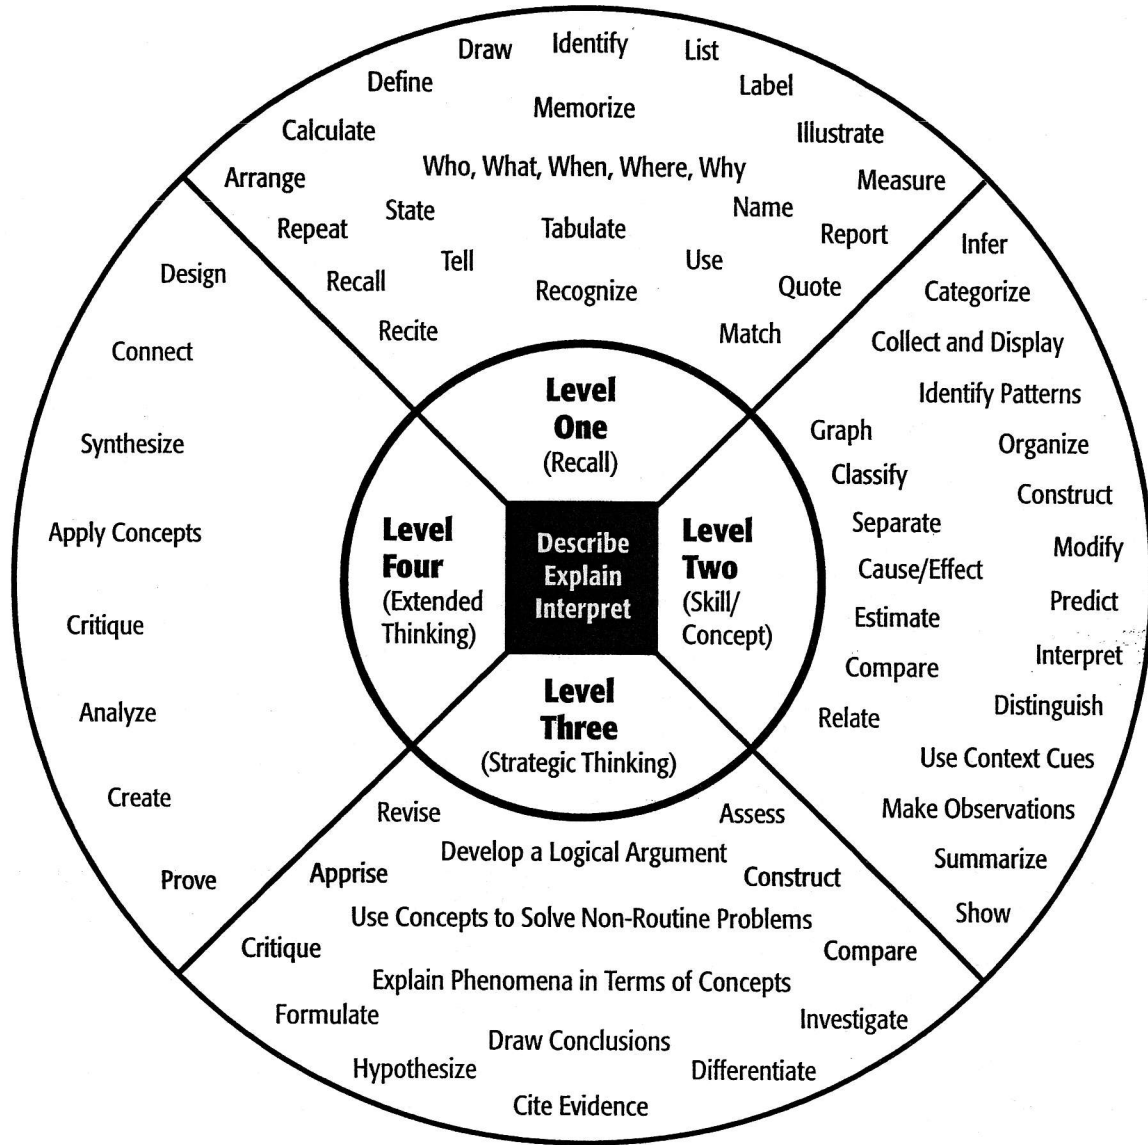 Draw
Identify
List
Define
Label
Memorize
Calculate
Illustrate
Who, What, When, Where, Why
Arrange
Measure
State
Name
Repeat
Tabulate
Report
Tell
Use
Recall
Recognize
Quote
Recite
Match
Level
One
(Recall)
Infer
Categorize
Collect and Display
Identify Patterns
Graph
Organize
Classify
Construct
Separate
Modify
Cause/Effect
Predict
Estimate
Interpret
Compare
Distinguish
Relate
Use Context Cues
Make Observations
Summarize
Show
Level
Two
(Skill/
Concept)
Describe
Explain
Interpret
Level
Four
(Extended
Thinking)
Design
Connect
Synthesize
Apply Concepts
Critique
Analyze
Create
Prove
Level
Three
(Strategic Thinking)
Revise
Assess
Develop a Logical Argument
Apprise
Construct
Use Concepts to Solve Non-Routine Problems
Critique
Compare
Explain Phenomena in Terms of Concepts
Formulate
Investigate
Draw Conclusions
Hypothesize
Differentiate
Cite Evidence